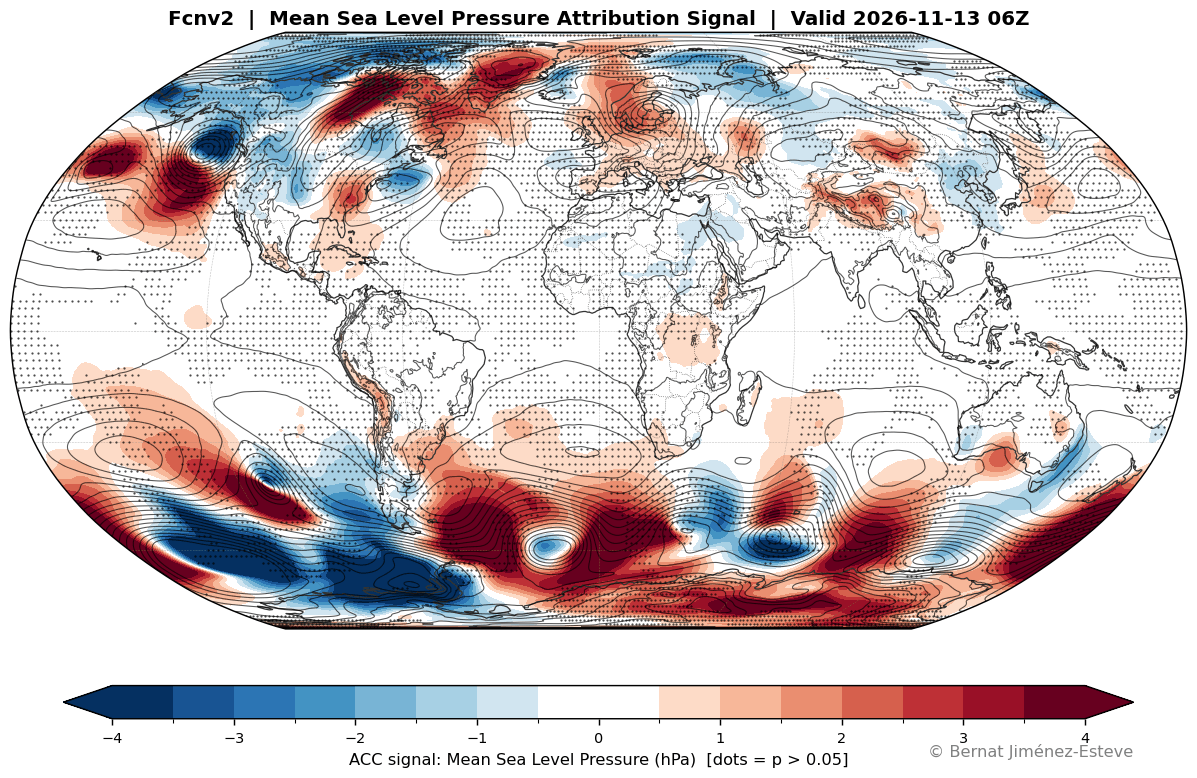 Fcnv2 | Mean Sea Level Pressure Attribution Signal | Valid 2026-11-13 06Z
−4 −3 −2 −1 0 1 2 3 4
ACC signal: Mean Sea Level Pressure (hPa) [dots = p > 0.05]
© Bernat Jiménez-Esteve